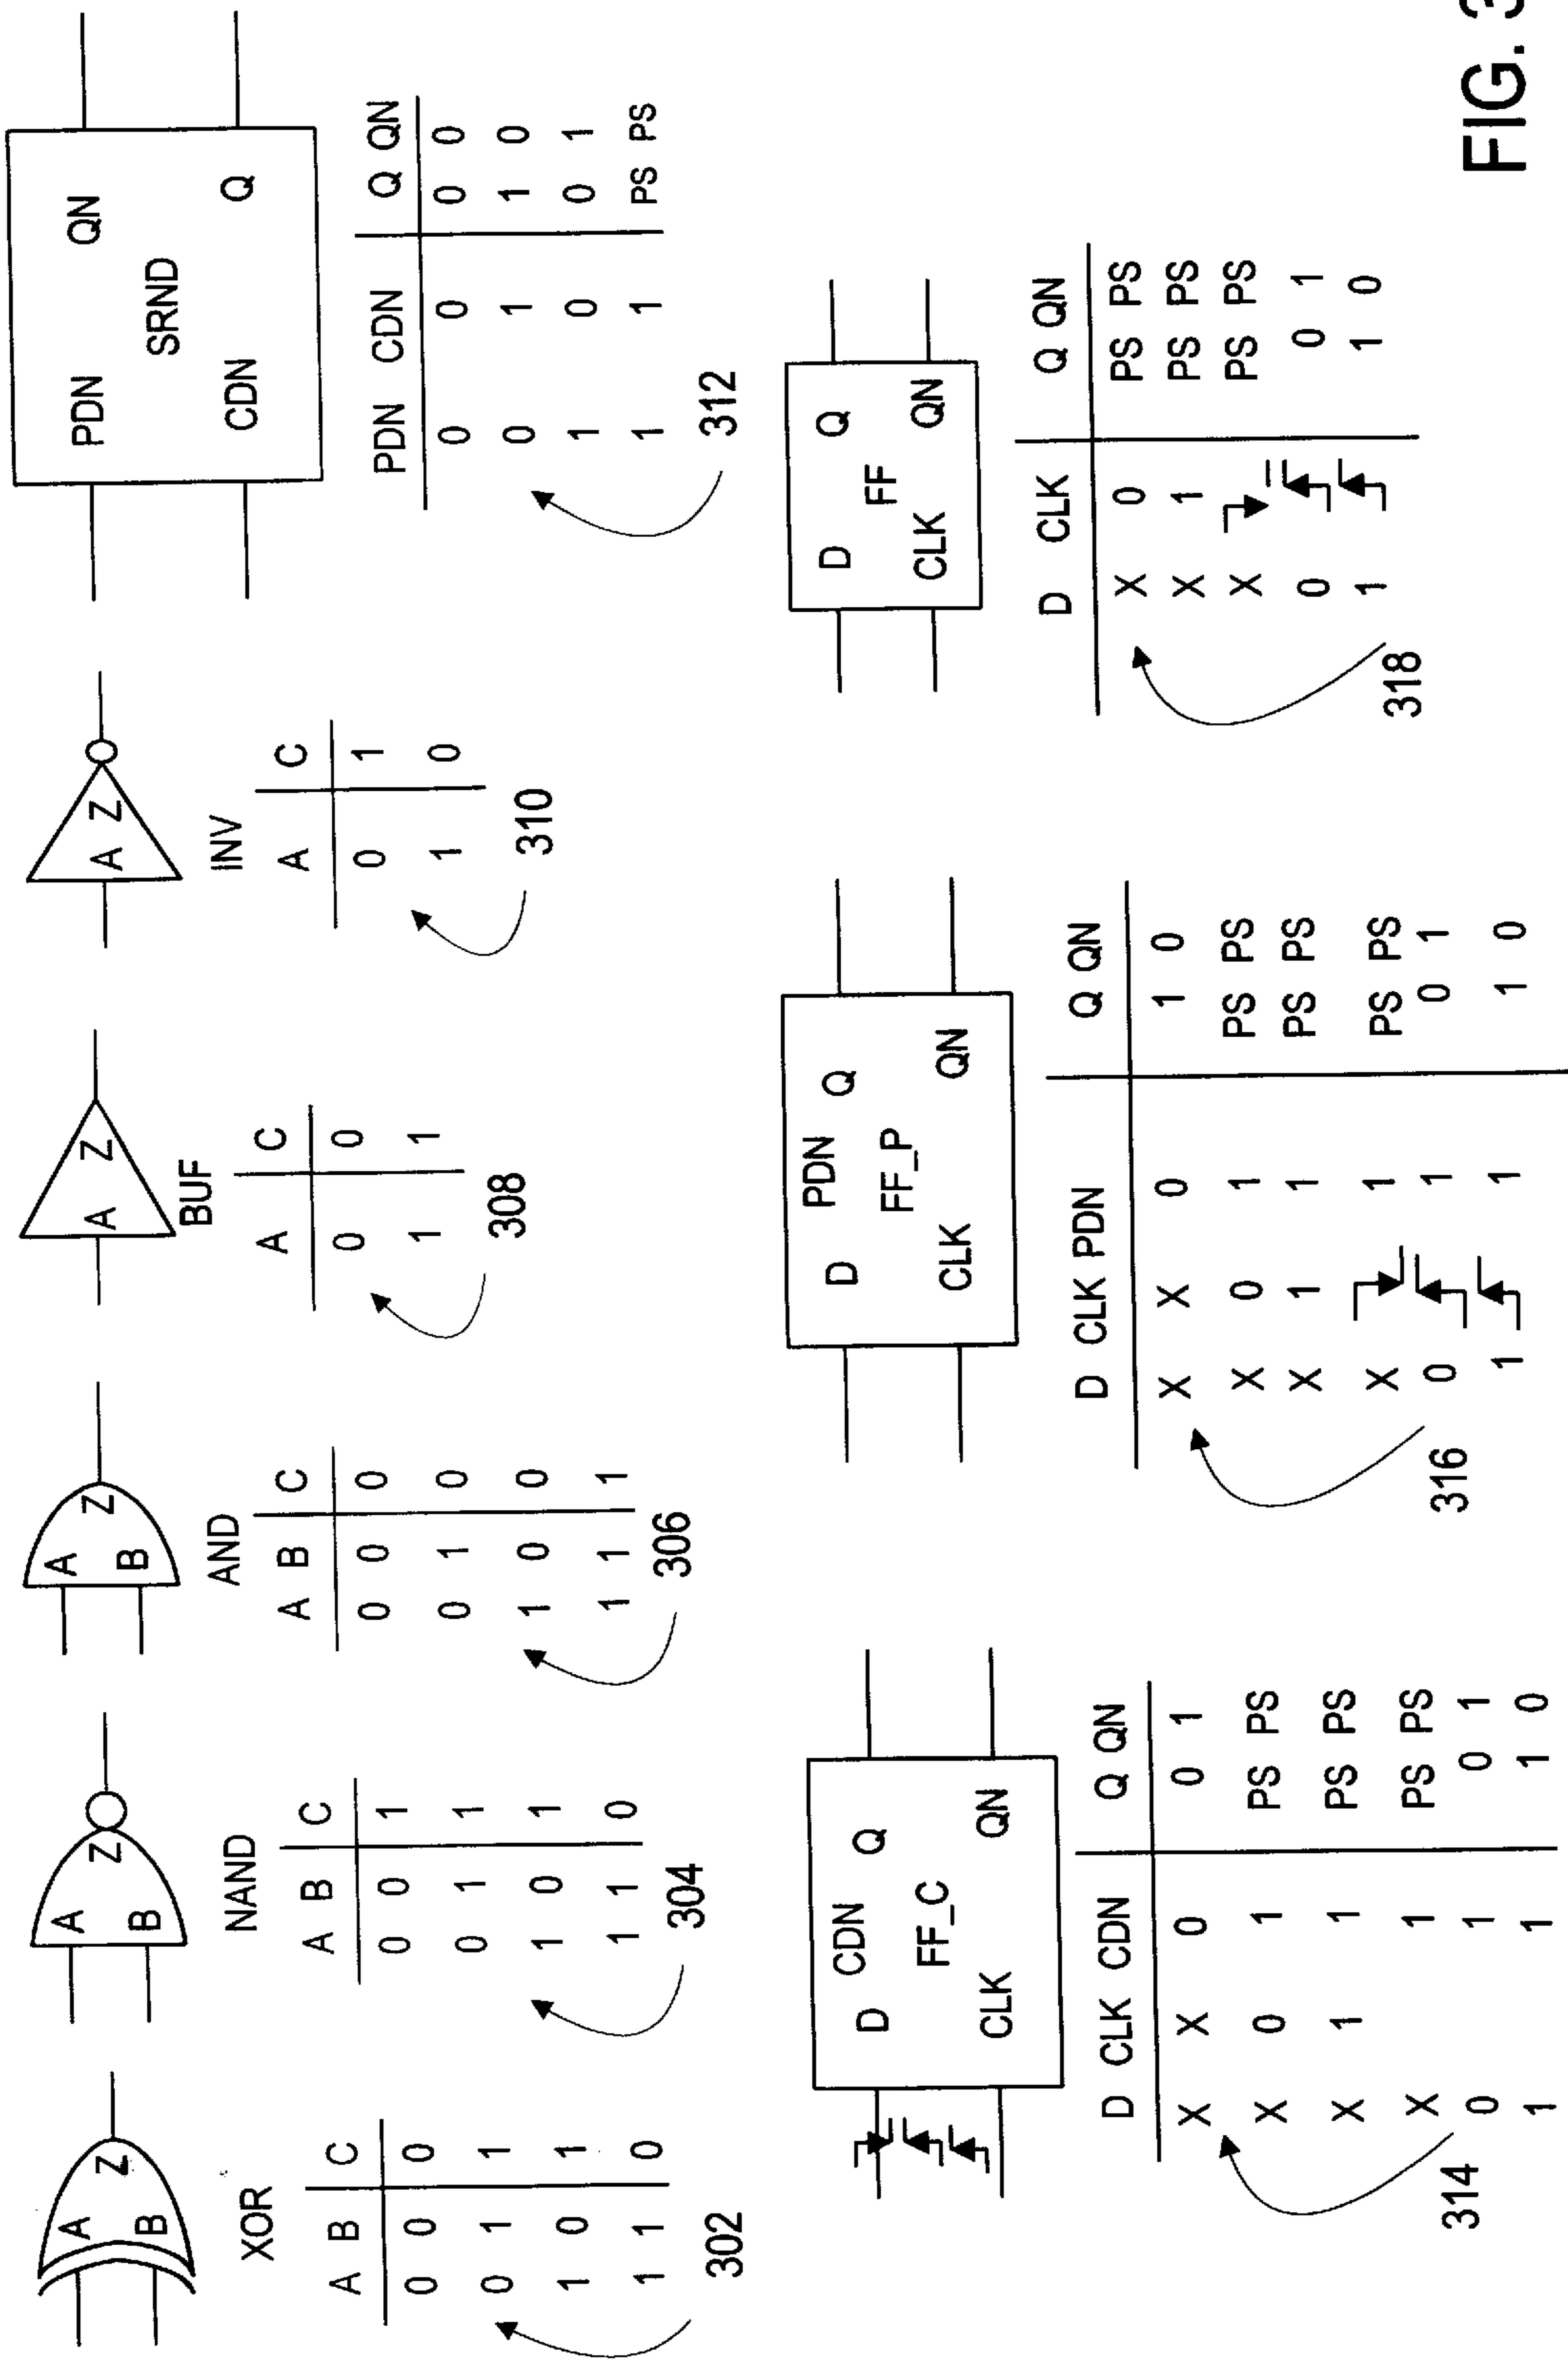 A
Z
B
XOR
A B C
0 0 0
0 1 1
1 0 1
1 1 0
302
A
Z
B
NAND
A B C
0 0 1
0 1 1
1 0 1
1 1 0
304
A
Z
B
AND
A B C
0 0 0
0 1 0
1 0 0
1 1 1
306
A Z
BUF
A C
0 0
1 1
308
A Z
INV
A C
0 1
1 0
310
PDN QN
SRND
CDN Q
PDN CDN Q QN
0 0 0 0
0 1 1 0
1 0 0 1
1 1 PS PS
312
D CDN Q
FF_C
CLK QN
D CLK CDN Q QN
X X 0 0 1
X 0 1 PS PS
X 1 1 PS PS
X 1 PS PS
0 1 0 1
1 1 1 0
314
D PDN Q
FF_P
CLK QN
D CLK PDN Q QN
X X 0 1 0
X 0 1 PS PS
X 1 1 PS PS
X 1 PS PS
0 1 0 1
1 1 1 0
316
D Q
FF
CLK QN
D CLK Q QN
X 0 PS PS
X 1 PS PS
X PS PS
0 0 1
1 1 0
318
FIG. 3